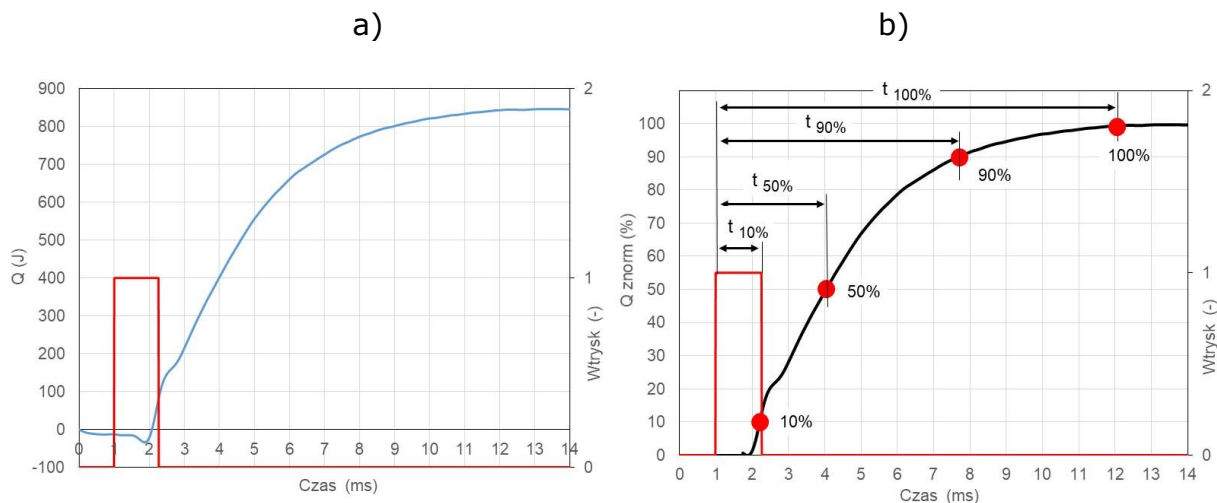 a)
900
800
700
600
500
400
300
200
100
0
-100
Q (J)
0 1 2 3 4 5 6 7 8 9 10 11 12 13 14
Czas (ms)
2
1
0
Wtrysk (-)
b)
100
90
80
70
60
50
40
30
20
10
0
Q znorm (%)
t 100%
t 90%
t 50%
t 10%
100%
90%
50%
10%
0 1 2 3 4 5 6 7 8 9 10 11 12 13 14
Czas (ms)
2
1
0
Wtrysk (-)